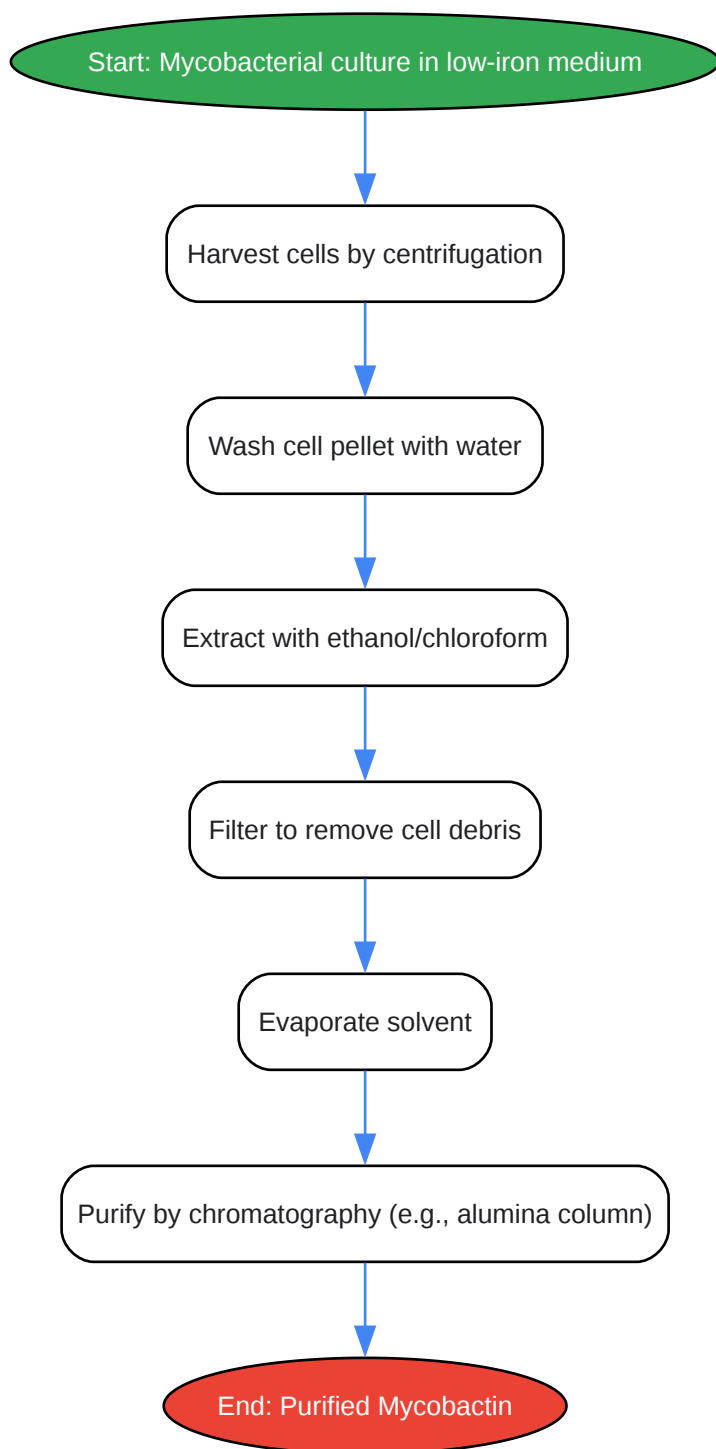 Start: Mycobacterial culture in low-iron medium
Harvest cells by centrifugation
Wash cell pellet with water
Extract with ethanol/chloroform
Filter to remove cell debris
Evaporate solvent
Purify by chromatography (e.g., alumina column)
End: Purified Mycobactin